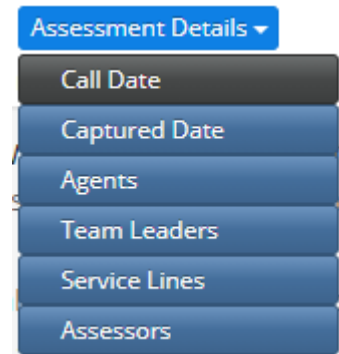 Assessment Details
Call Date
Captured Date
Agents
Team Leaders
Service Lines
Assessors